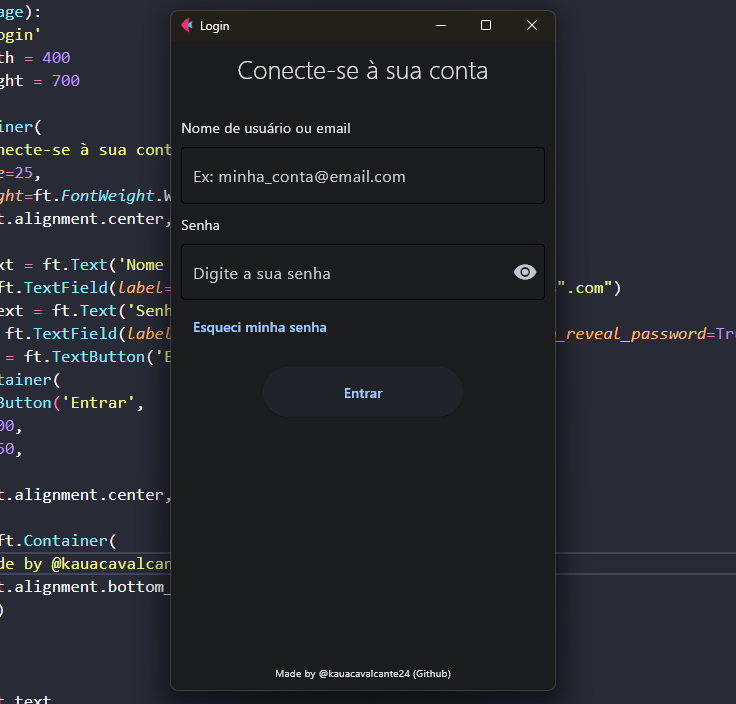 Login
Conecte-se à sua conta
Nome de usuário ou email
Ex: minha_conta@email.com
Senha
Digite a sua senha
Esqueci minha senha
Entrar
Made by @kauacavalcante24 (Github)
age):
ogin'
th = 400
ght = 700
iner(
necte-se à sua cont
e=25,
ght=ft.FontWeight.W
t.alignment.center,
xt = ft.Text('Nome
ft.TextField(label=
".com")
ext = ft.Text('Senh
ft.TextField(label
_reveal_password=Tru
= ft.TextButton('E
tainer(
Button('Entrar',
00,
50,
t.alignment.center,
ft.Container(
de by @kauacavalcan
t.alignment.bottom_
)
t text